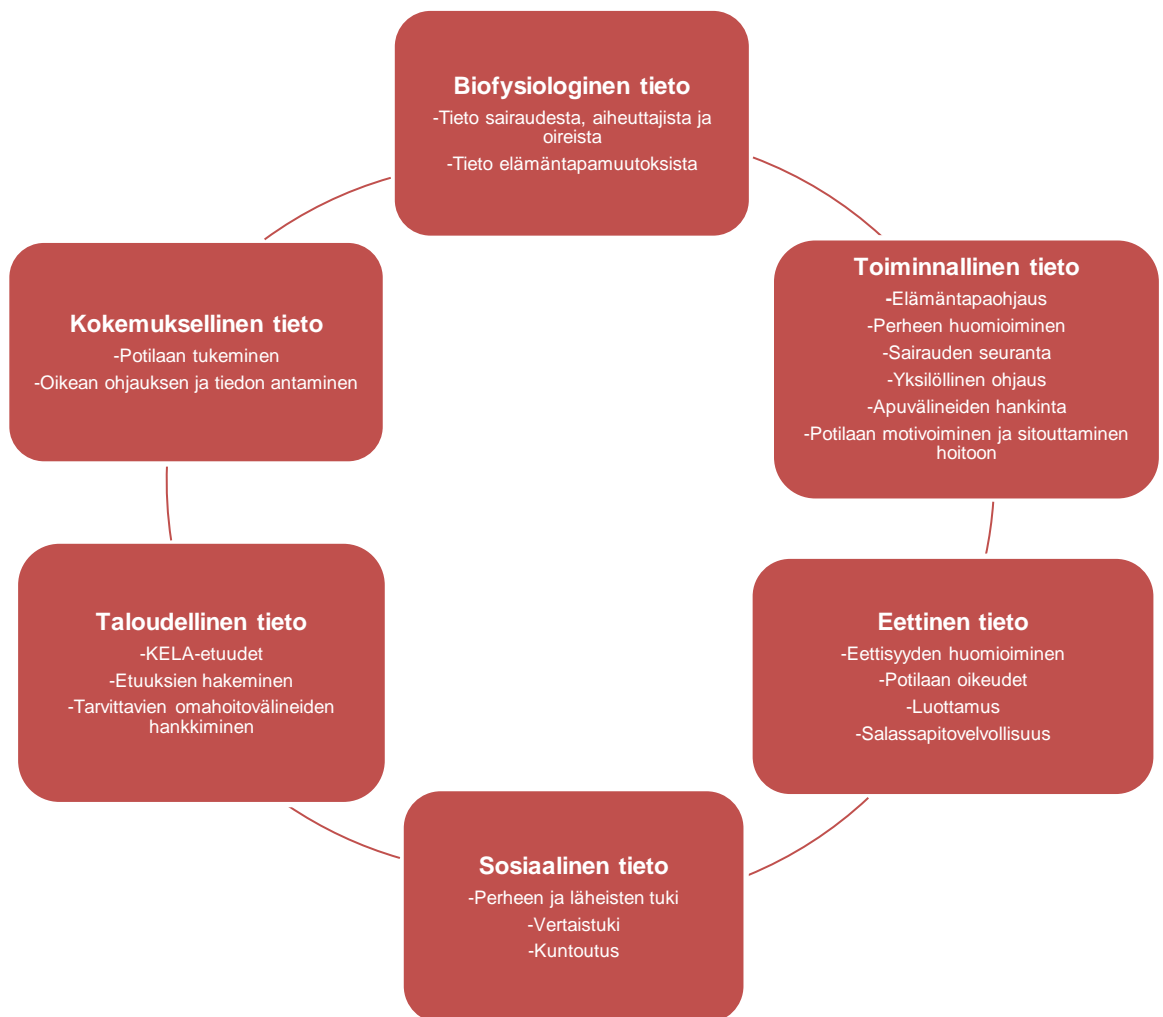 Biofysiologinen tieto
-Tieto sairaudesta, aiheuttajista ja
oireista
-Tieto elämäntapamuutoksista
Toiminnallinen tieto
-Elämäntapaohjaus
-Perheen huomioiminen
-Sairauden seuranta
-Yksilöllinen ohjaus
-Apuvälineiden hankinta
-Potilaan motivoiminen ja sitouttaminen
hoitoon
Eettinen tieto
-Eettisyyden huomioiminen
-Potilaan oikeudet
-Luottamus
-Salassapitovelvollisuus
Sosiaalinen tieto
-Perheen ja läheisten tuki
-Vertaistuki
-Kuntoutus
Taloudellinen tieto
-KELA-etuudet
-Etuuksien hakeminen
-Tarvittavien omahoitovälineiden
hankkiminen
Kokemuksellinen tieto
-Potilaan tukeminen
-Oikean ohjauksen ja tiedon antaminen